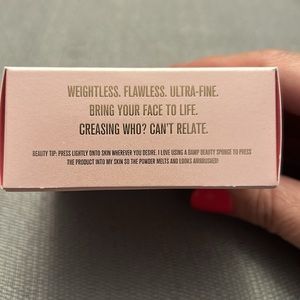 WEIGHTLESS. FLAWLESS. ULTRA-FINE.
BRING YOUR FACE TO LIFE.
CREASING WHO? CAN'T RELATE.
BEAUTY TIP: PRESS LIGHTLY ONTO SKIN WHEREVER YOU DESIRE. I LOVE USING A DAMP BEAUTY SPONGE TO PRESS
THE PRODUCT INTO MY SKIN SO THE POWDER MELTS AND LOOKS AIRBRUSHED!